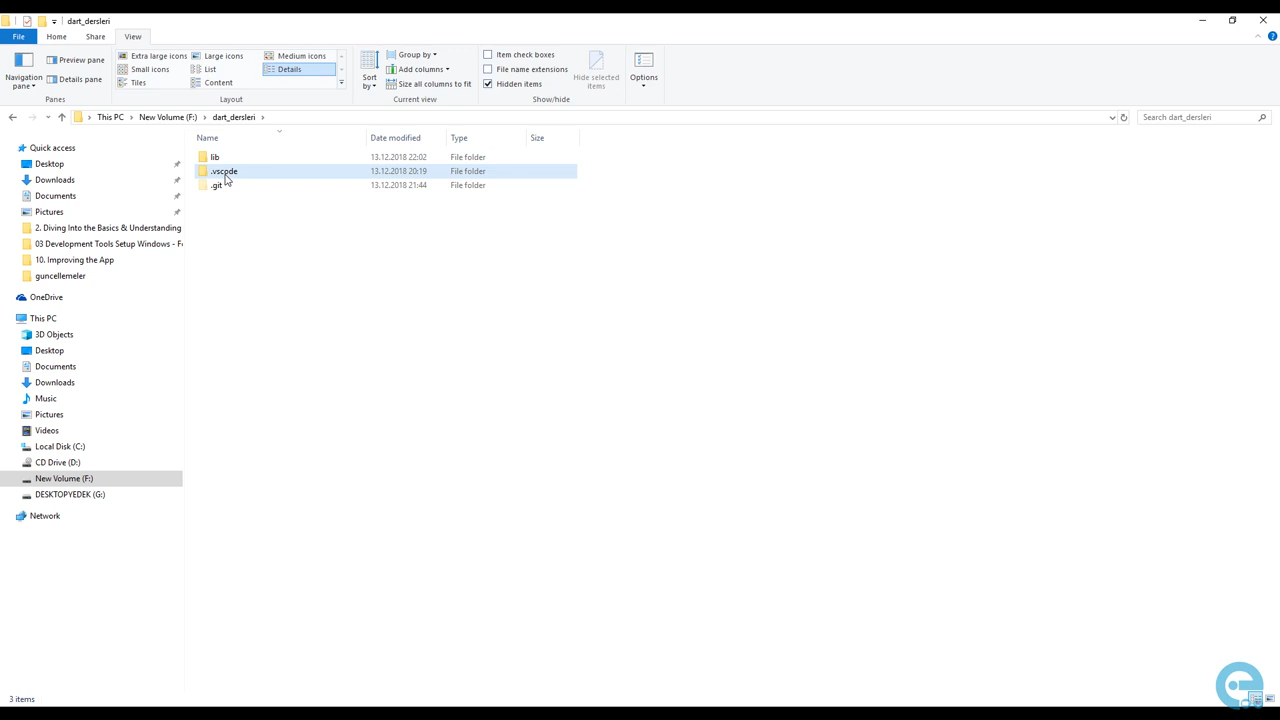 dart_dersleri
File
Home
Share
View
Navigation pane
Preview pane
Details pane
Panes
Extra large icons
Large icons
Medium icons
Small icons
List
Details
Tiles
Content
Layout
Sort by
Group by
Add columns
Size all columns to fit
Current view
Item check boxes
File name extensions
Hidden items
Hide selected items
Show/hide
Options
This PC
New Volume (F:)
dart_dersleri
Search dart_dersleri
Name
Date modified
Type
Size
lib 13.12.2018 22:02 File folder
.vscode 13.12.2018 20:19 File folder
.git 13.12.2018 21:44 File folder
Quick access
Desktop
Downloads
Documents
Pictures
2. Diving Into the Basics & Understanding
03 Development Tools Setup Windows - Fo
10. Improving the App
guncellemeler
OneDrive
This PC
3D Objects
Desktop
Documents
Downloads
Music
Pictures
Videos
Local Disk (C:)
CD Drive (D:)
New Volume (F:)
DESKTOPYEDEK (G:)
Network
3 items